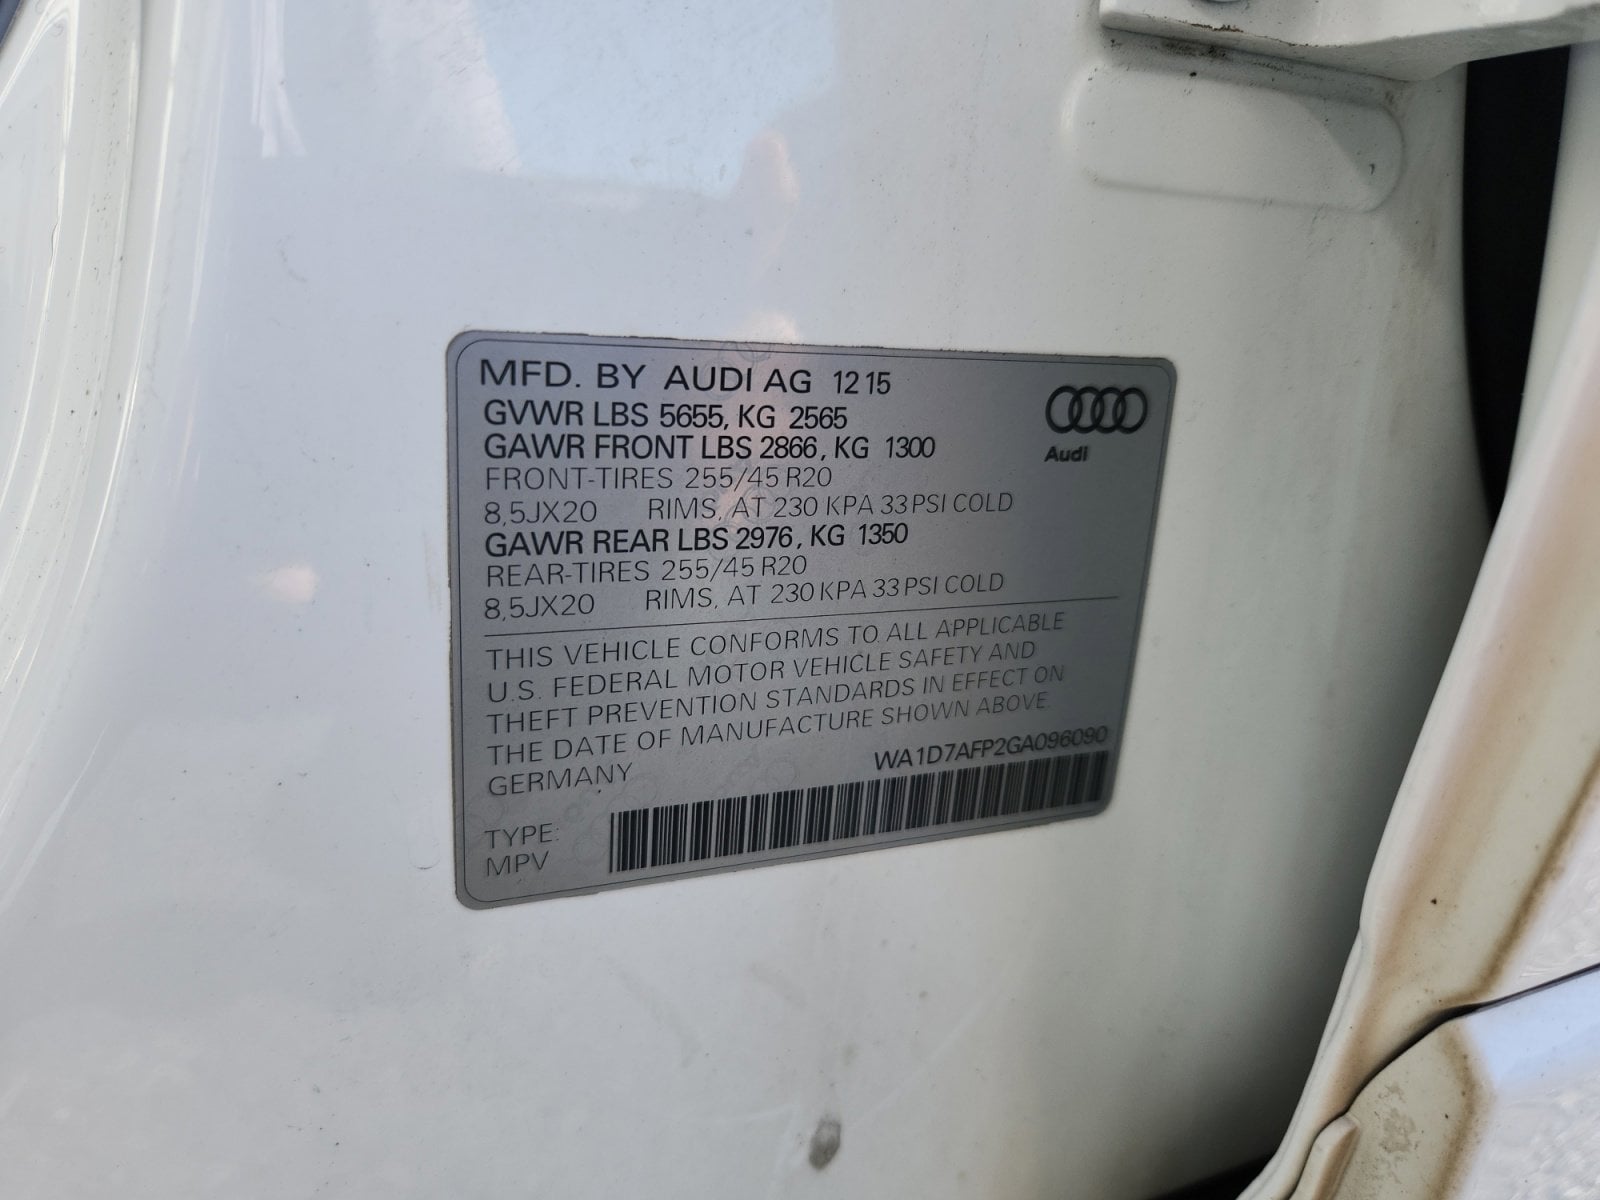 MFD. BY AUDI AG 12 15
GVWR LBS 5655, KG 2565
GAWR FRONT LBS 2866, KG 1300
FRONT-TIRES 255/45 R20
8,5JX20 RIMS, AT 230 KPA 33 PSI COLD
GAWR REAR LBS 2976, KG 1350
REAR-TIRES 255/45 R20
8,5JX20 RIMS, AT 230 KPA 33 PSI COLD
Audi
THIS VEHICLE CONFORMS TO ALL APPLICABLE
U.S. FEDERAL MOTOR VEHICLE SAFETY AND
THEFT PREVENTION STANDARDS IN EFFECT ON
THE DATE OF MANUFACTURE SHOWN ABOVE.
GERMANY WA1D7AFP2GA096090
TYPE:
MPV